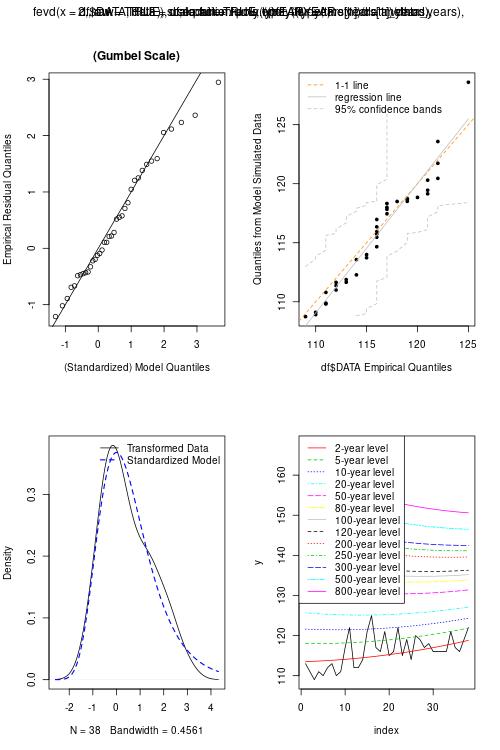 fevd(x =
years),
(Gumbel Scale)
Empirical Residual Quantiles
3
2
1
0
-1
-1 0 1 2 3
(Standardized) Model Quantiles
1-1 line
regression line
95% confidence bands
Quantiles from Model Simulated Data
125
120
115
110
110 115 120 125
df$DATA Empirical Quantiles
Transformed Data
Standardized Model
Density
0.3
0.2
0.1
0.0
-2 -1 0 1 2 3 4
N = 38 Bandwidth = 0.4561
2-year level
5-year level
10-year level
20-year level
50-year level
80-year level
100-year level
120-year level
200-year level
250-year level
300-year level
500-year level
800-year level
y
160
150
140
130
120
110
0 10 20 30
index